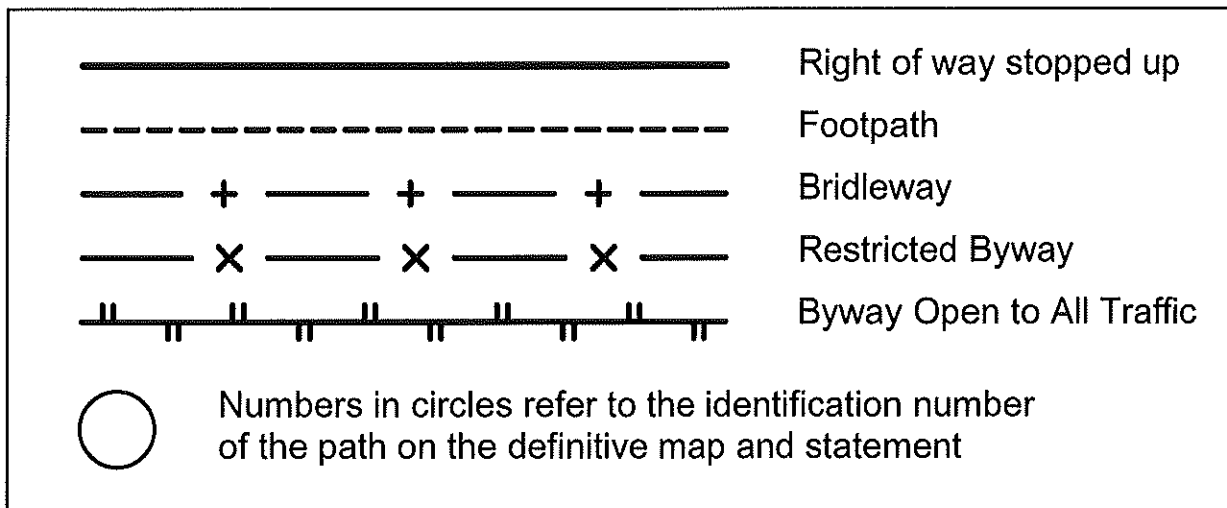 Right of way stopped up
Footpath
Bridleway
Restricted Byway
Byway Open to All Traffic
Numbers in circles refer to the identification number
of the path on the definitive map and statement